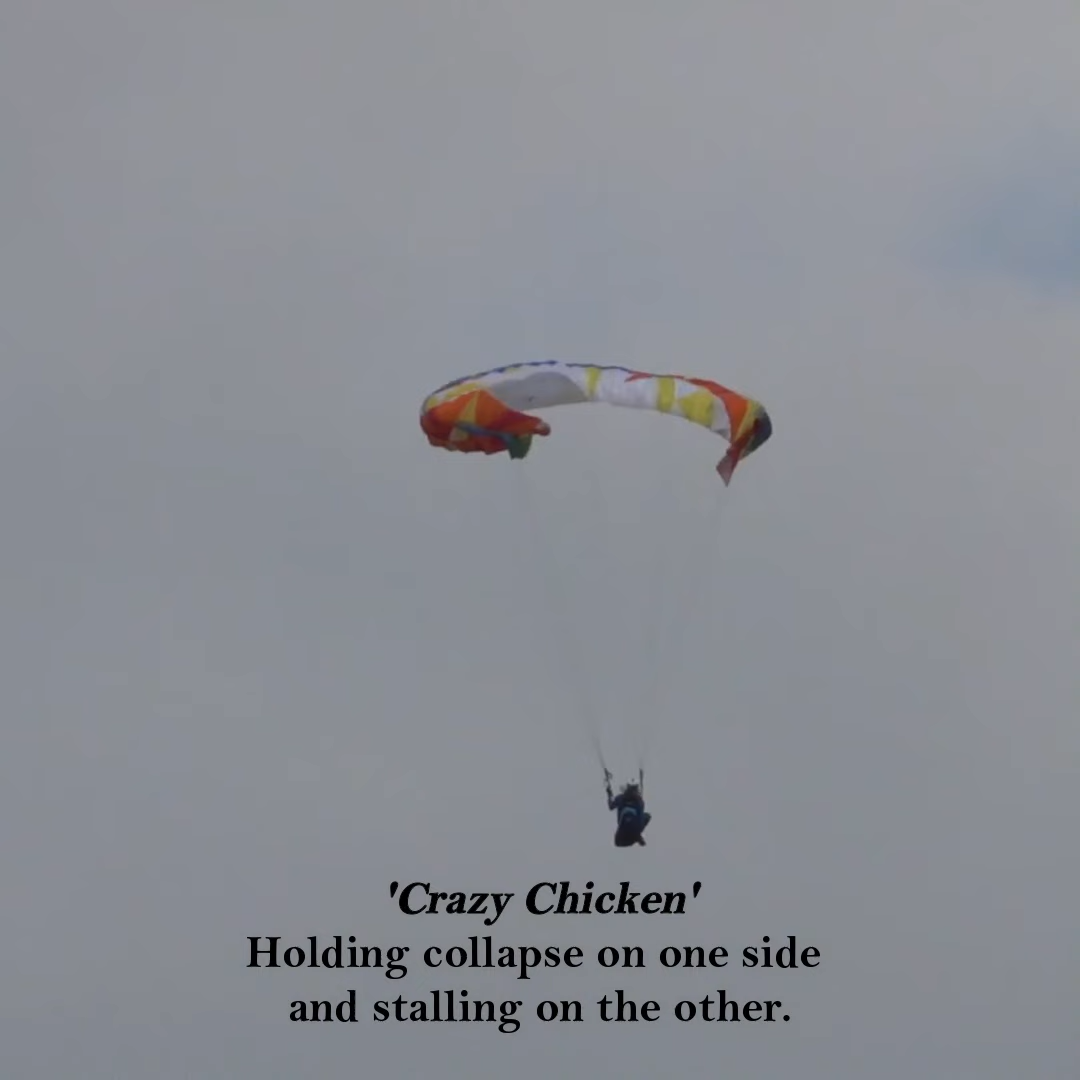 'Crazy Chicken'
Holding collapse on one side
and stalling on the other.